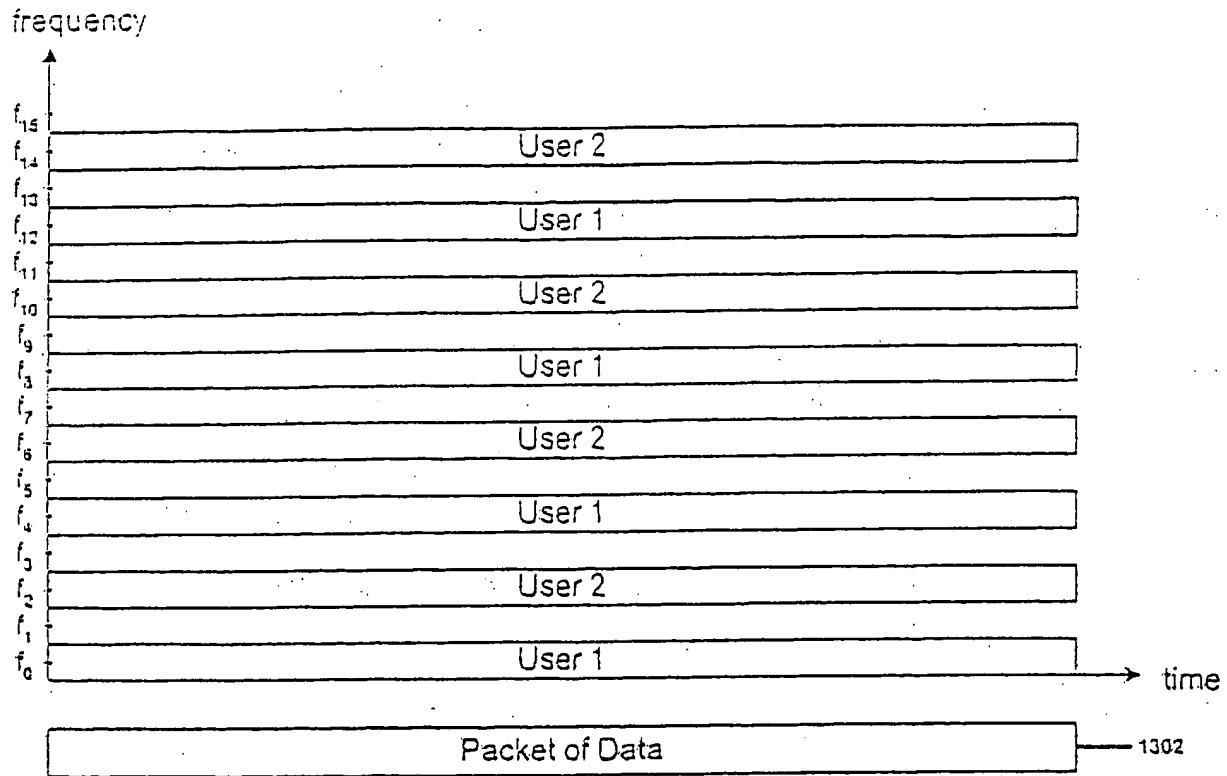 frequency
f15
User 2
f14
f13
User 1
f12
f11
User 2
f10
f9
User 1
f8
f7
User 2
f6
f5
User 1
f4
f3
User 2
f2
f1
User 1
f0
time
Packet of Data
1302